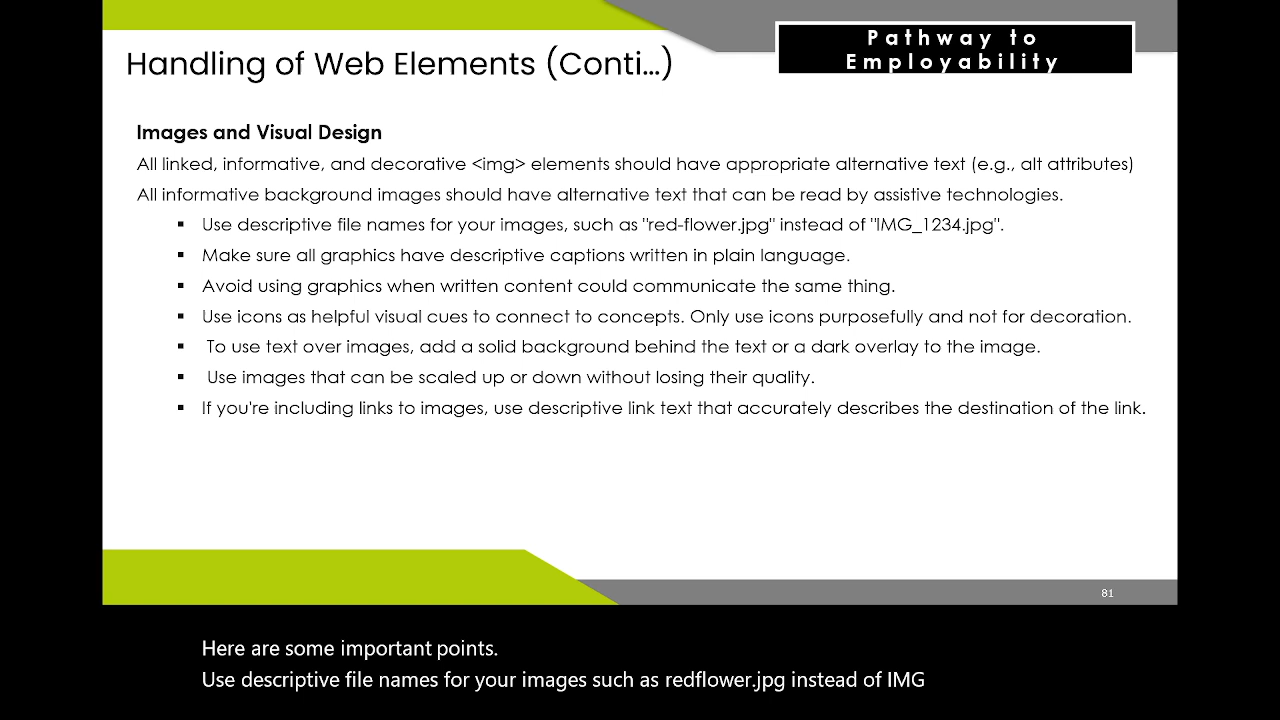 Pathway to
Employability
Handling of Web Elements (Conti...)
Images and Visual Design
All linked, informative, and decorative <img> elements should have appropriate alternative text (e.g., alt attributes)
All informative background images should have alternative text that can be read by assistive technologies.
▪ Use descriptive file names for your images, such as "red-flower.jpg" instead of "IMG_1234.jpg".
▪ Make sure all graphics have descriptive captions written in plain language.
▪ Avoid using graphics when written content could communicate the same thing.
▪ Use icons as helpful visual cues to connect to concepts. Only use icons purposefully and not for decoration.
▪ To use text over images, add a solid background behind the text or a dark overlay to the image.
▪ Use images that can be scaled up or down without losing their quality.
▪ If you're including links to images, use descriptive link text that accurately describes the destination of the link.
81
Here are some important points.
Use descriptive file names for your images such as redflower.jpg instead of IMG